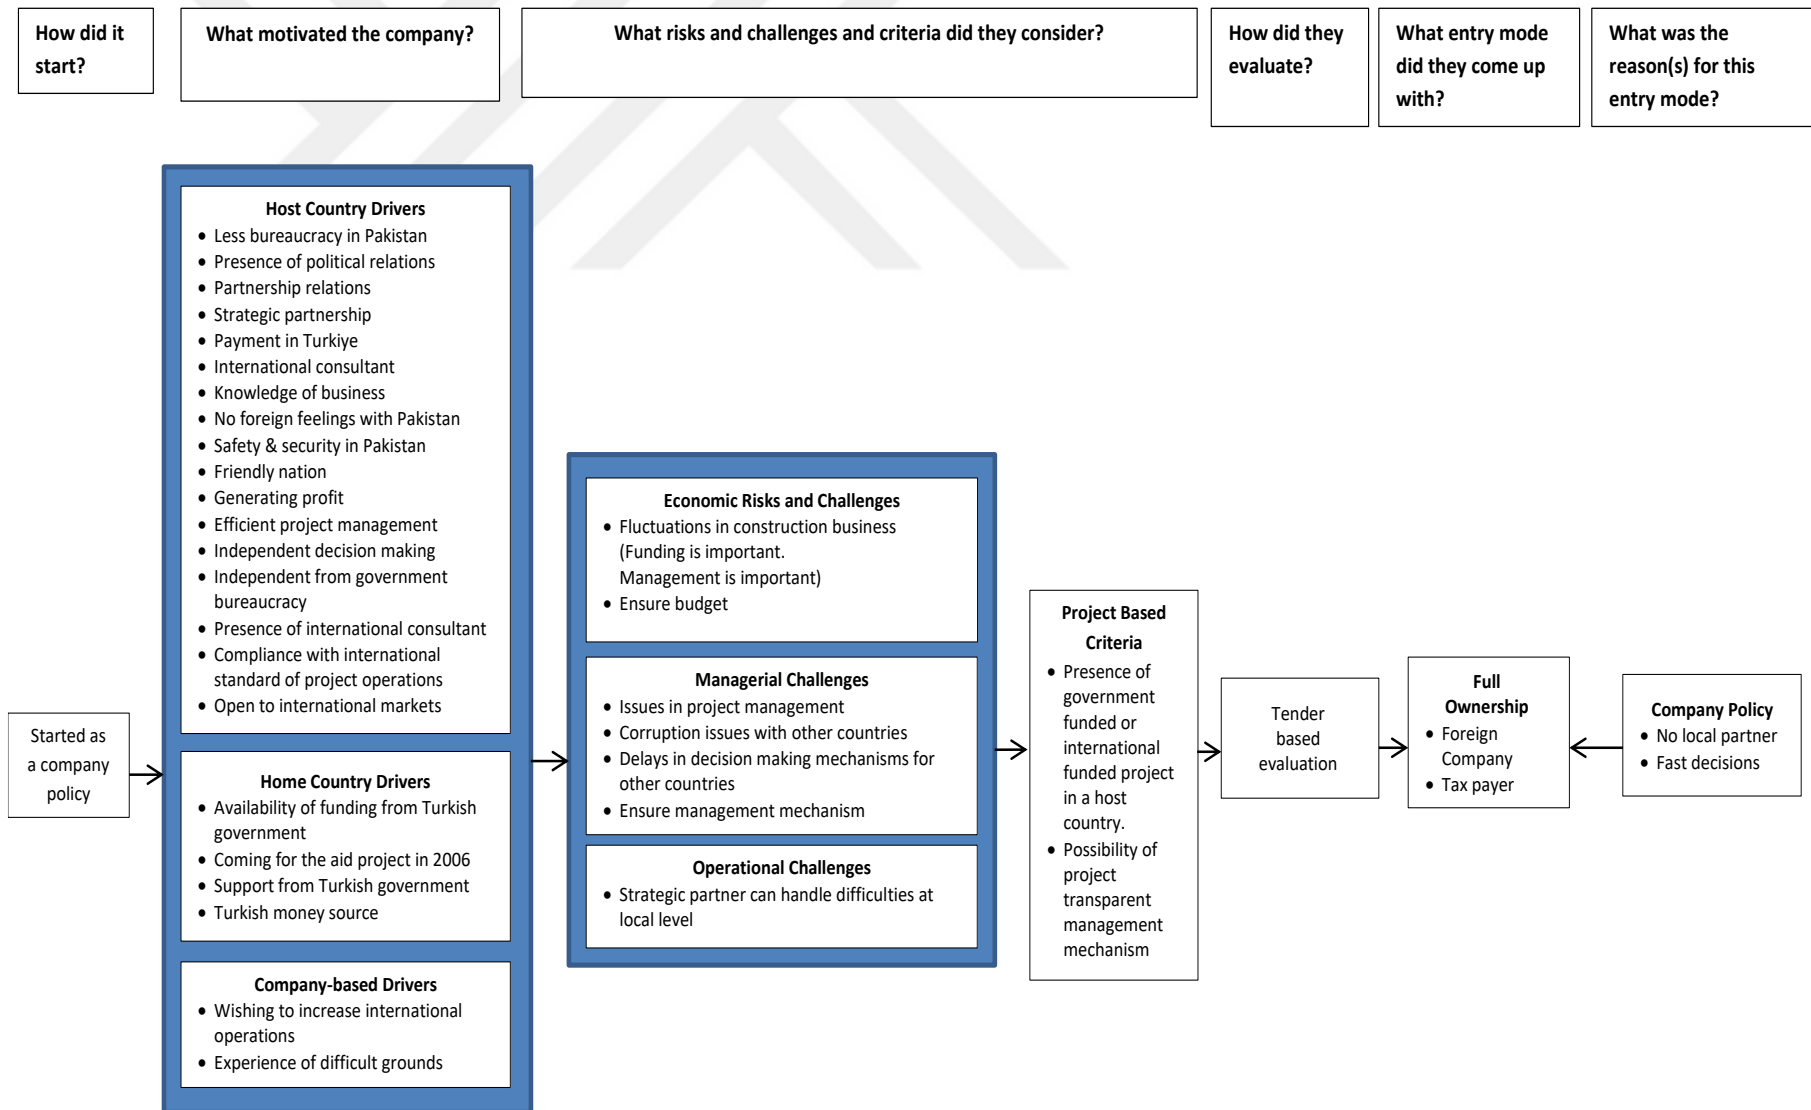 How did it
start?
What motivated the company?
What risks and challenges and criteria did they consider?
How did they
evaluate?
What entry mode
did they come up
with?
What was the
reason(s) for this
entry mode?
Started as
a company
policy
Host Country Drivers
• Less bureaucracy in Pakistan
• Presence of political relations
• Partnership relations
• Strategic partnership
• Payment in Turkiye
• International consultant
• Knowledge of business
• No foreign feelings with Pakistan
• Safety & security in Pakistan
• Friendly nation
• Generating profit
• Efficient project management
• Independent decision making
• Independent from government
bureaucracy
• Presence of international consultant
• Compliance with international
standard of project operations
• Open to international markets
Home Country Drivers
• Availability of funding from Turkish
government
• Coming for the aid project in 2006
• Support from Turkish government
• Turkish money source
Company-based Drivers
• Wishing to increase international
operations
• Experience of difficult grounds
Economic Risks and Challenges
• Fluctuations in construction business
(Funding is important.
Management is important)
• Ensure budget
Managerial Challenges
• Issues in project management
• Corruption issues with other countries
• Delays in decision making mechanisms for
other countries
• Ensure management mechanism
Operational Challenges
• Strategic partner can handle difficulties at
local level
Project Based
Criteria
• Presence of
government
funded or
international
funded project
in a host
country.
• Possibility of
project
transparent
management
mechanism
Tender
based
evaluation
Full
Ownership
• Foreign
Company
• Tax payer
Company Policy
• No local partner
• Fast decisions